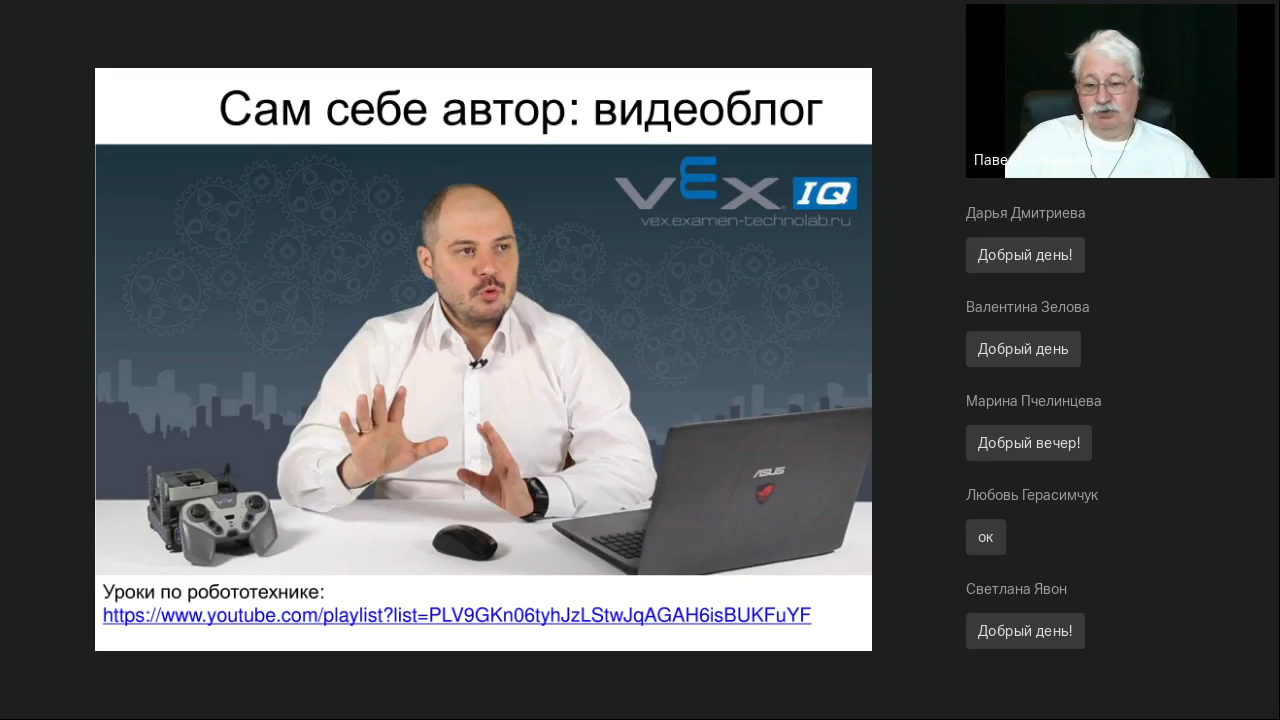 Сам себе автор: видеоблог
VEX IQ
vex.examen-technolab.ru
ASUS
Уроки по робототехнике:
https://www.youtube.com/playlist?list=PLV9GKn06tyhJzLStwJqAGAH6isBUKFuYF
Дарья Дмитриева
Добрый день!
Валентина Зелова
Добрый день
Марина Пчелинцева
Добрый вечер!
Любовь Герасимчук
ок
Светлана Явон
Добрый день!